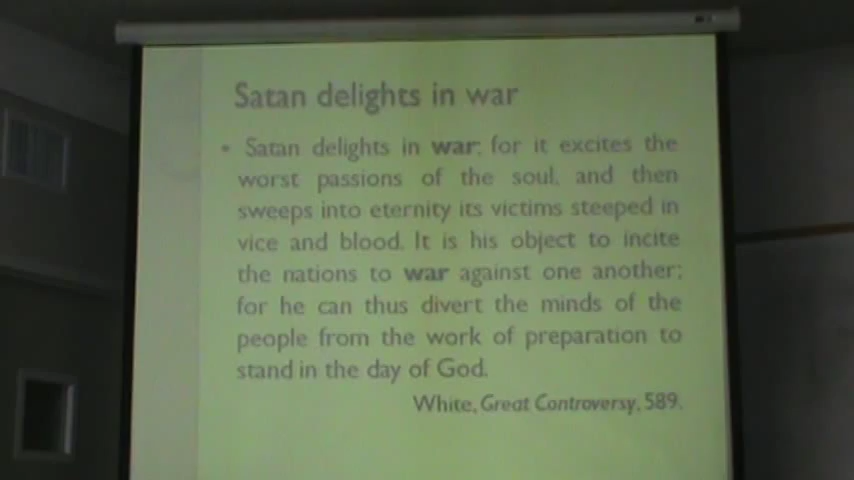 Satan delights in war
• Satan delights in war; for it excites the
worst passions of the soul, and then
sweeps into eternity its victims steeped in
vice and blood. It is his object to incite
the nations to war against one another;
for he can thus divert the minds of the
people from the work of preparation to
stand in the day of God.
White, Great Controversy, 589.